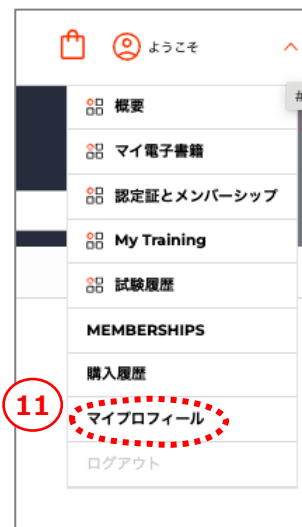 ようこそ
#
概要
マイ電子書籍
認定証とメンバーシップ
My Training
試験履歴
MEMBERSHIPS
購入履歴
11
マイプロフィール
ログアウト